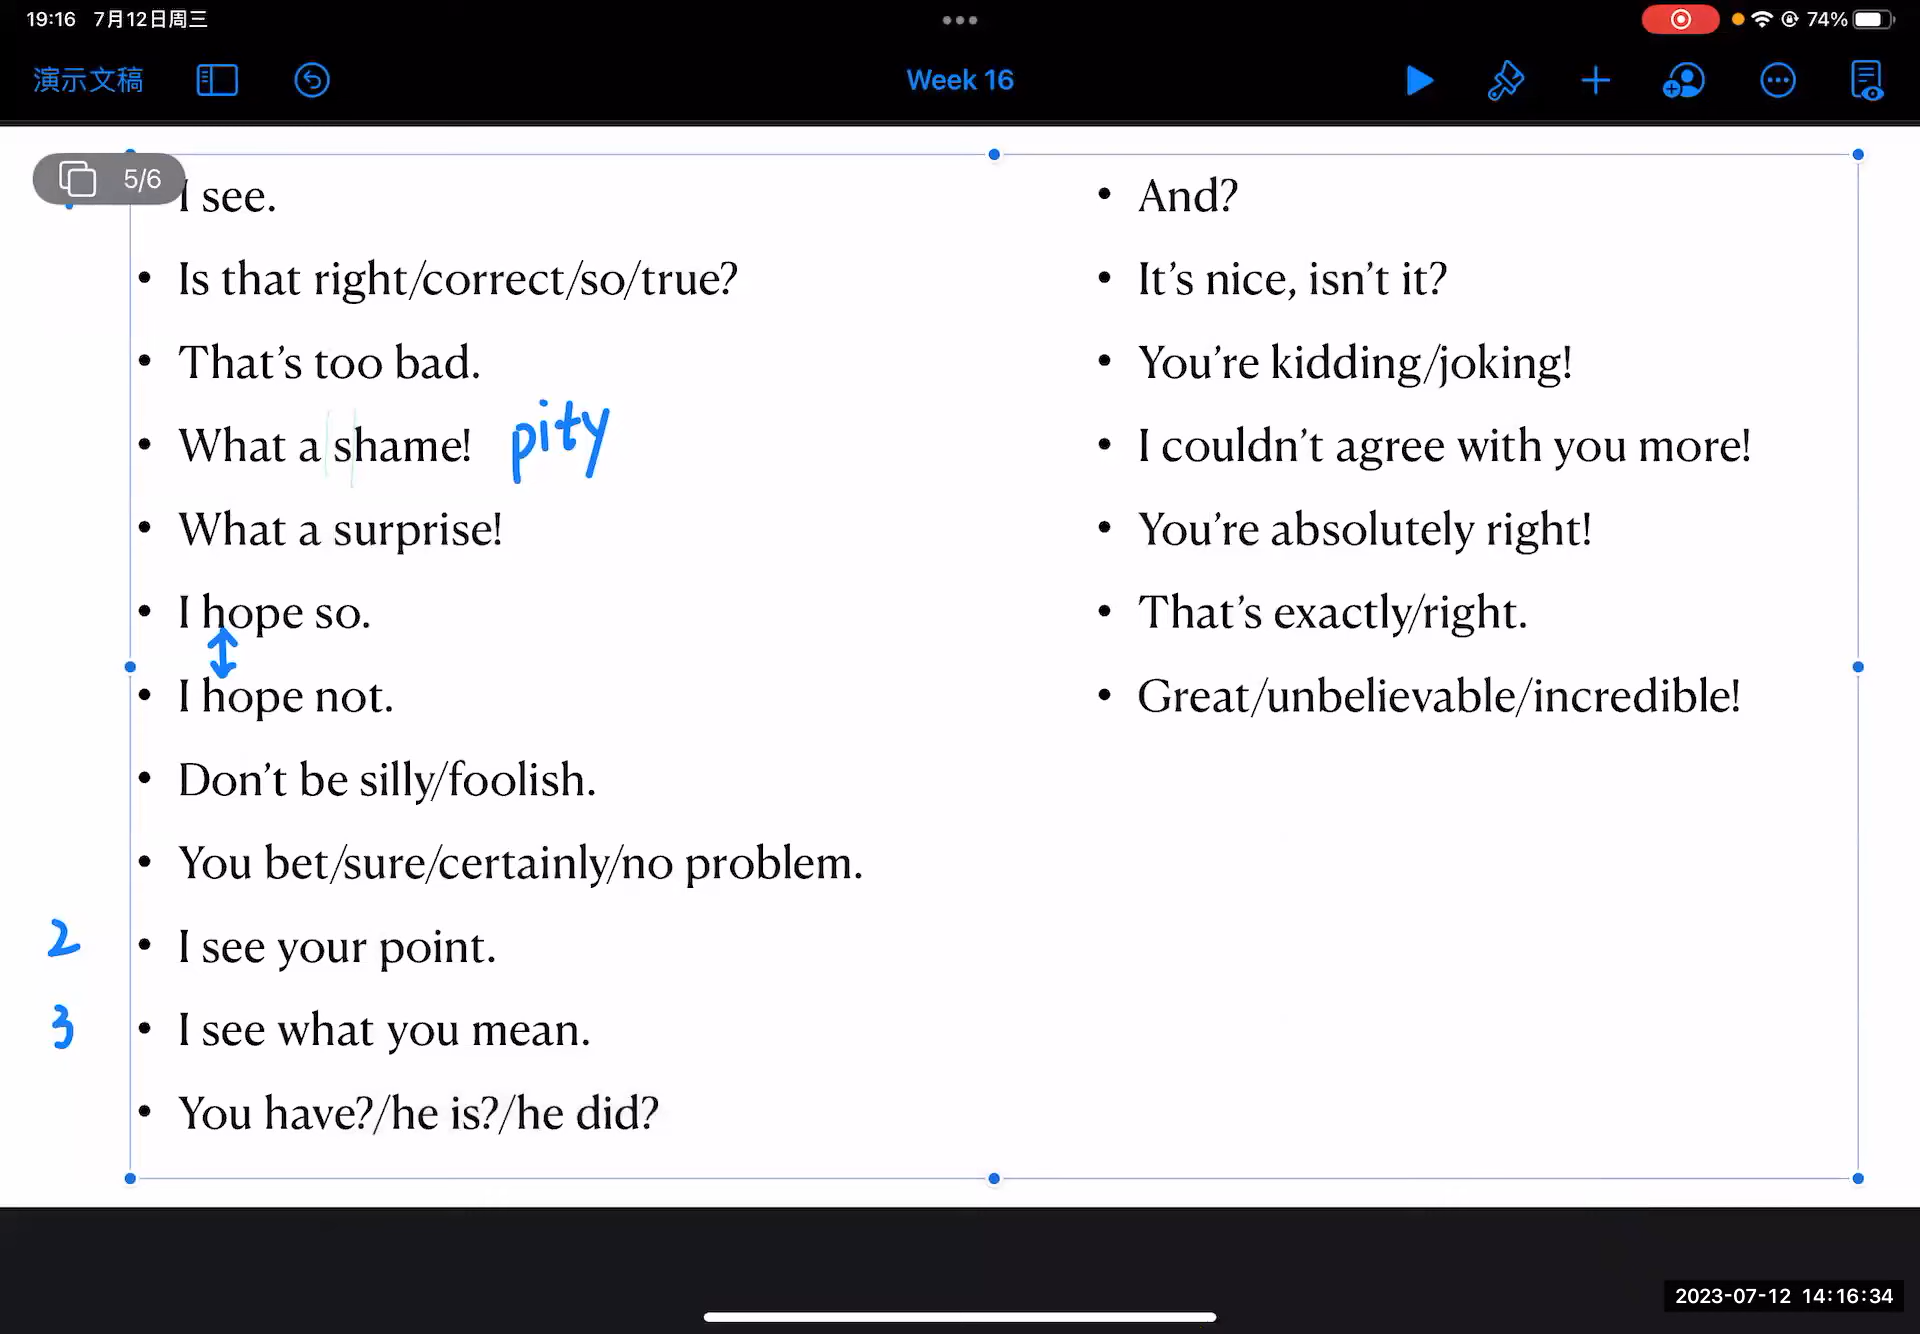 19:16 7月12日周三
74%
演示文稿
Week 16
5/6
I see.
• Is that right/correct/so/true?
• That’s too bad.
• What a shame! pity
• What a surprise!
• I hope so.
↕
• I hope not.
• Don’t be silly/foolish.
• You bet/sure/certainly/no problem.
2 • I see your point.
3 • I see what you mean.
• You have?/he is?/he did?
• And?
• It’s nice, isn’t it?
• You’re kidding/joking!
• I couldn’t agree with you more!
• You’re absolutely right!
• That’s exactly/right.
• Great/unbelievable/incredible!
2023-07-12 14:16:34